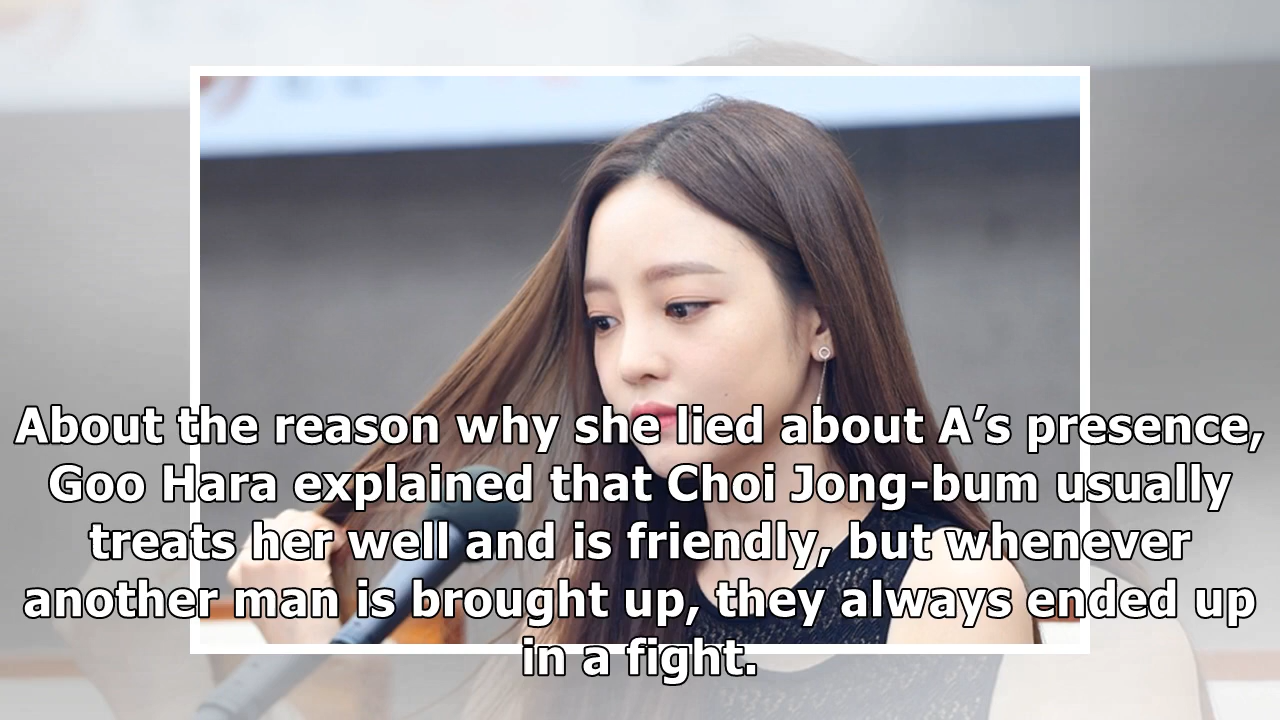 About the reason why she lied about A’s presence,
Goo Hara explained that Choi Jong-bum usually
treats her well and is friendly, but whenever
another man is brought up, they always ended up
in a fight.